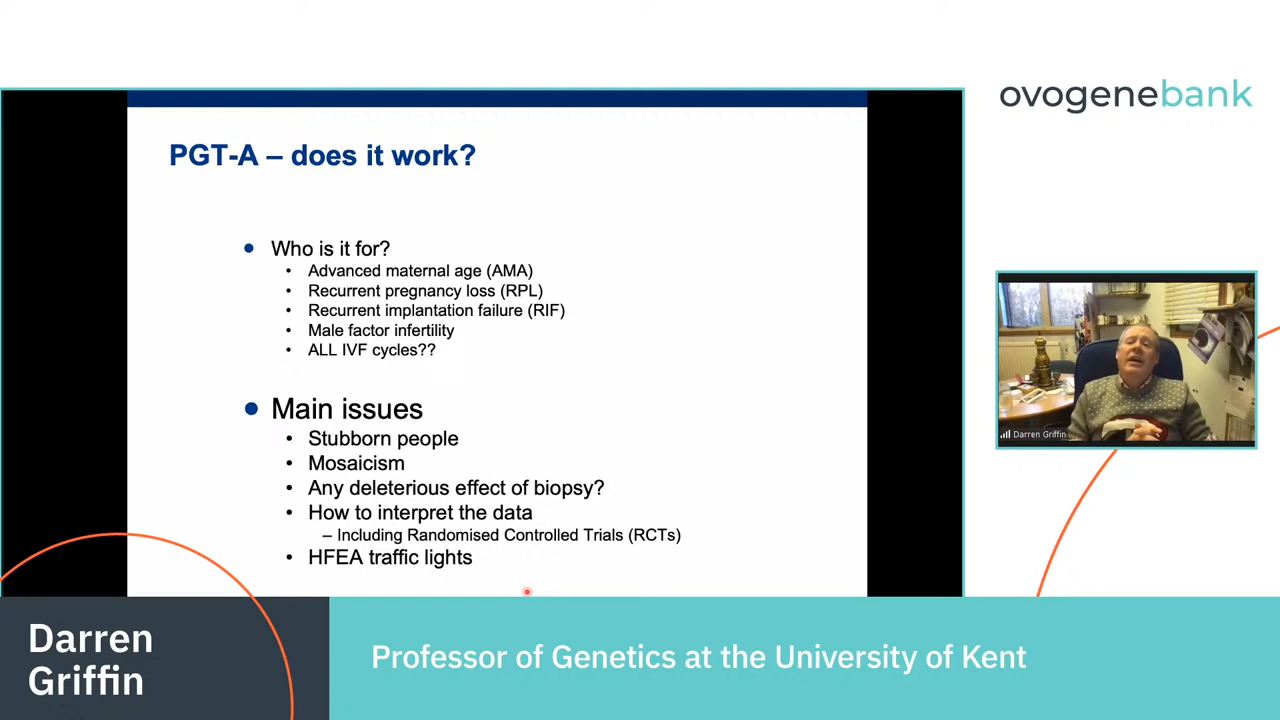 ovogenebank
PGT-A – does it work?
• Who is it for?
• Advanced maternal age (AMA)
• Recurrent pregnancy loss (RPL)
• Recurrent implantation failure (RIF)
• Male factor infertility
• ALL IVF cycles??
• Main issues
• Stubborn people
• Mosaicism
• Any deleterious effect of biopsy?
• How to interpret the data
– Including Randomised Controlled Trials (RCTs)
• HFEA traffic lights
Darren Griffin
Darren
Griffin
Professor of Genetics at the University of Kent